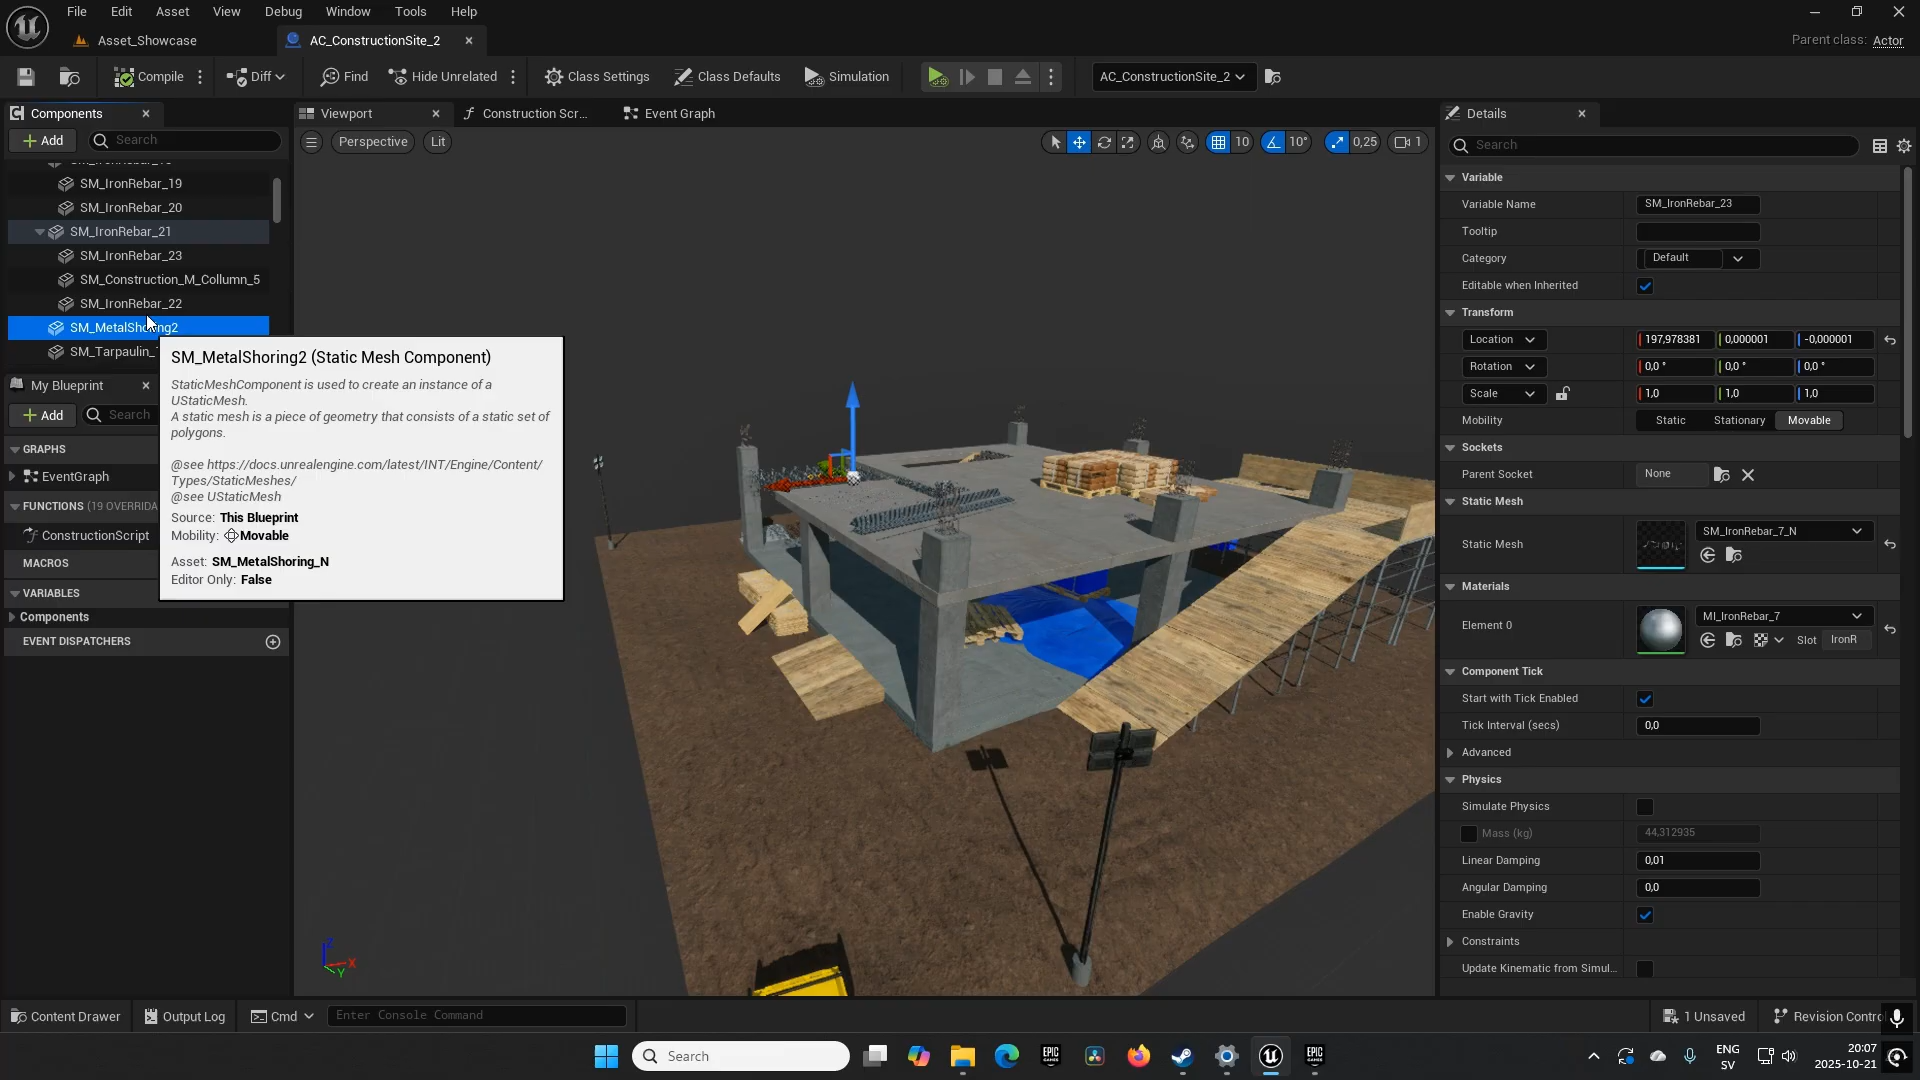 File Edit Asset View Debug Window Tools Help
Asset_Showcase
AC_ConstructionSite_2
Parent class: Actor
Compile
Diff
Find
Hide Unrelated
Class Settings
Class Defaults
Simulation
AC_ConstructionSite_2
Components
Add
Search
SM_IronRebar_19
SM_IronRebar_20
SM_IronRebar_21
SM_IronRebar_23
SM_Construction_M_Collumn_5
SM_IronRebar_22
SM_MetalShoring2
SM_Tarpaulin_
My Blueprint
Add
Search
GRAPHS
EventGraph
FUNCTIONS (19 OVERRIDA
ConstructionScript
MACROS
VARIABLES
Components
EVENT DISPATCHERS
SM_MetalShoring2 (Static Mesh Component)
StaticMeshComponent is used to create an instance of a
UStaticMesh.
A static mesh is a piece of geometry that consists of a static set of
polygons.
@see https://docs.unrealengine.com/latest/INT/Engine/Content/
Types/StaticMeshes/
@see UStaticMesh
Source: This Blueprint
Mobility: Movable
Asset: SM_MetalShoring_N
Editor Only: False
Viewport
Construction Scr...
Event Graph
Perspective
Lit
10
10°
0,25
1
Details
Search
Variable
Variable Name SM_IronRebar_23
Tooltip
Category Default
Editable when Inherited
Transform
Location 197,978381 0,000001 -0,000001
Rotation 0,0 ° 0,0 ° 0,0 °
Scale 1,0 1,0 1,0
Mobility Static Stationary Movable
Sockets
Parent Socket None
Static Mesh
Static Mesh SM_IronRebar_7_N
Materials
Element 0 MI_IronRebar_7
Slot IronR
Component Tick
Start with Tick Enabled
Tick Interval (secs) 0,0
Advanced
Physics
Simulate Physics
Mass (kg) 44,312935
Linear Damping 0,01
Angular Damping 0,0
Enable Gravity
Constraints
Update Kinematic from Simul...
Z
X
Y
Content Drawer
Output Log
Cmd
Enter Console Command
1 Unsaved
Revision Contro
Search
EPIC GAMES
EPIC GAMES
ENG
SV
20:07
2025-10-21